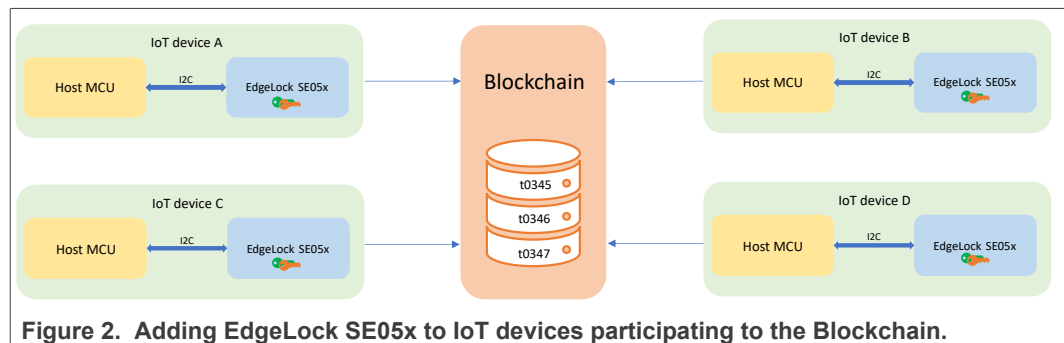 IoT device A
Host MCU
I2C
EdgeLock SE05x
IoT device C
Host MCU
I2C
EdgeLock SE05x
Blockchain
t0345
t0346
t0347
IoT device B
Host MCU
I2C
EdgeLock SE05x
IoT device D
Host MCU
I2C
EdgeLock SE05x
Figure 2. Adding EdgeLock SE05x to IoT devices participating to the Blockchain.